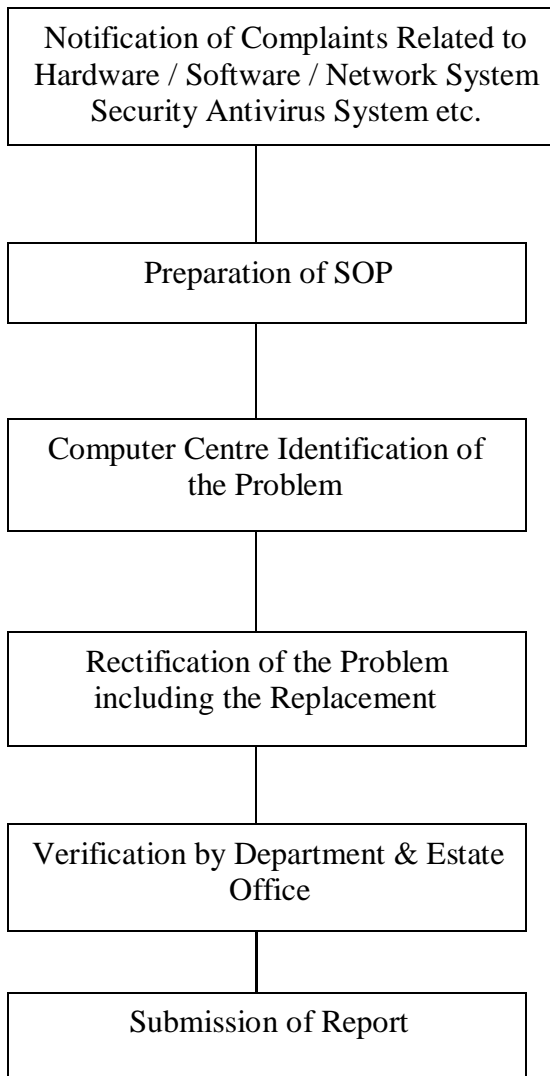 Notification of Complaints Related to
Hardware / Software / Network System
Security Antivirus System etc.
Preparation of SOP
Computer Centre Identification of
the Problem
Rectification of the Problem
including the Replacement
Verification by Department & Estate
Office
Submission of Report